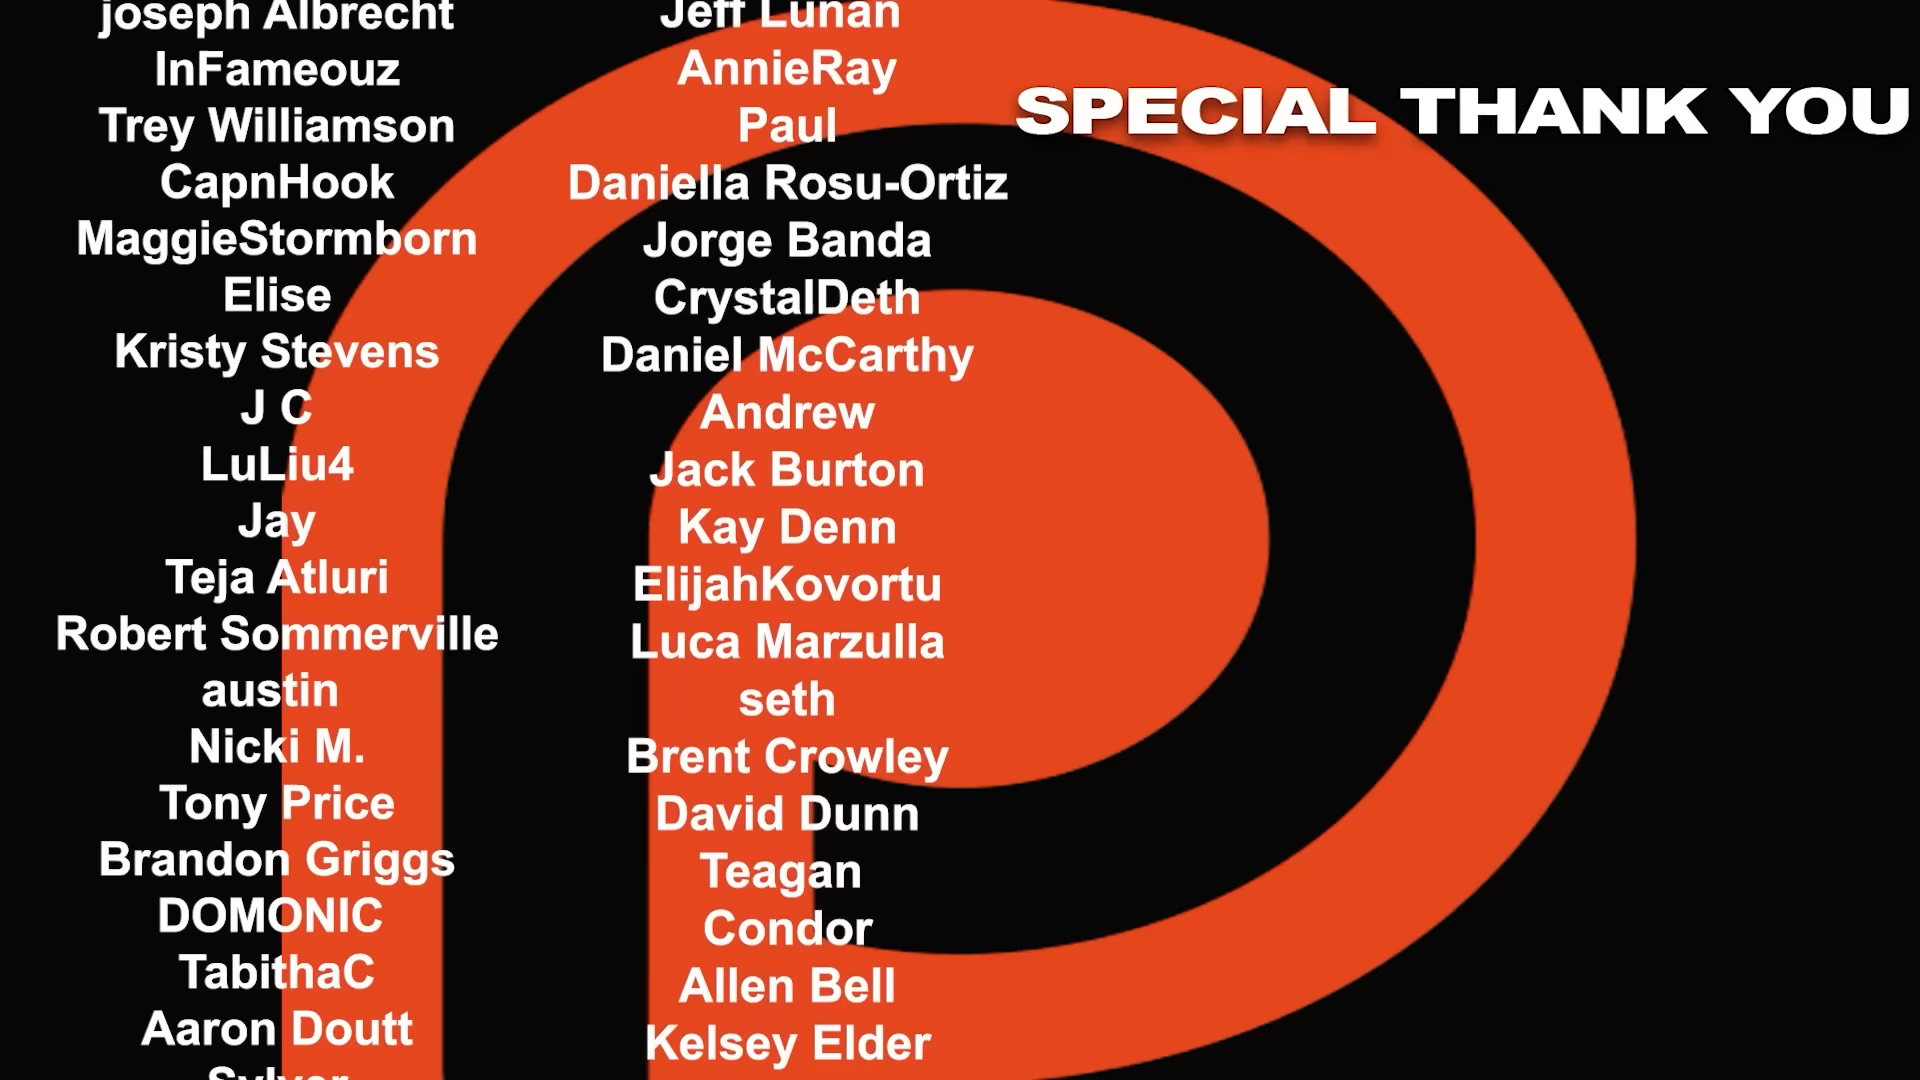 joseph Albrecht
InFameouz
Trey Williamson
CapnHook
MaggieStormborn
Elise
Kristy Stevens
J C
LuLiu4
Jay
Teja Atluri
Robert Sommerville
austin
Nicki M.
Tony Price
Brandon Griggs
DOMONIC
TabithaC
Aaron Doutt
Jeff Lunan
AnnieRay
Paul
Daniella Rosu-Ortiz
Jorge Banda
CrystalDeth
Daniel McCarthy
Andrew
Jack Burton
Kay Denn
ElijahKovortu
Luca Marzulla
seth
Brent Crowley
David Dunn
Teagan
Condor
Allen Bell
Kelsey Elder
SPECIAL THANK YOU